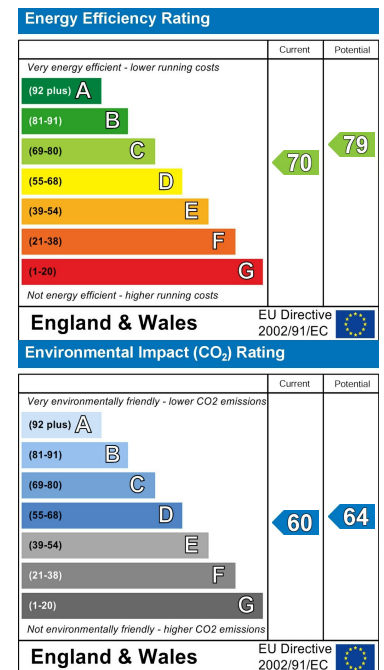 Energy Efficiency Rating
Current Potential
Very energy efficient - lower running costs
(92 plus) A
(81-91) B
(69-80) C
(55-68) D
(39-54) E
(21-38) F
(1-20) G
70
79
Not energy efficient - higher running costs
England & Wales
EU Directive
2002/91/EC
Environmental Impact (CO₂) Rating
Current Potential
Very environmentally friendly - lower CO2 emissions
(92 plus) A
(81-91) B
(69-80) C
(55-68) D
(39-54) E
(21-38) F
(1-20) G
60
64
Not environmentally friendly - higher CO2 emissions
England & Wales
EU Directive
2002/91/EC